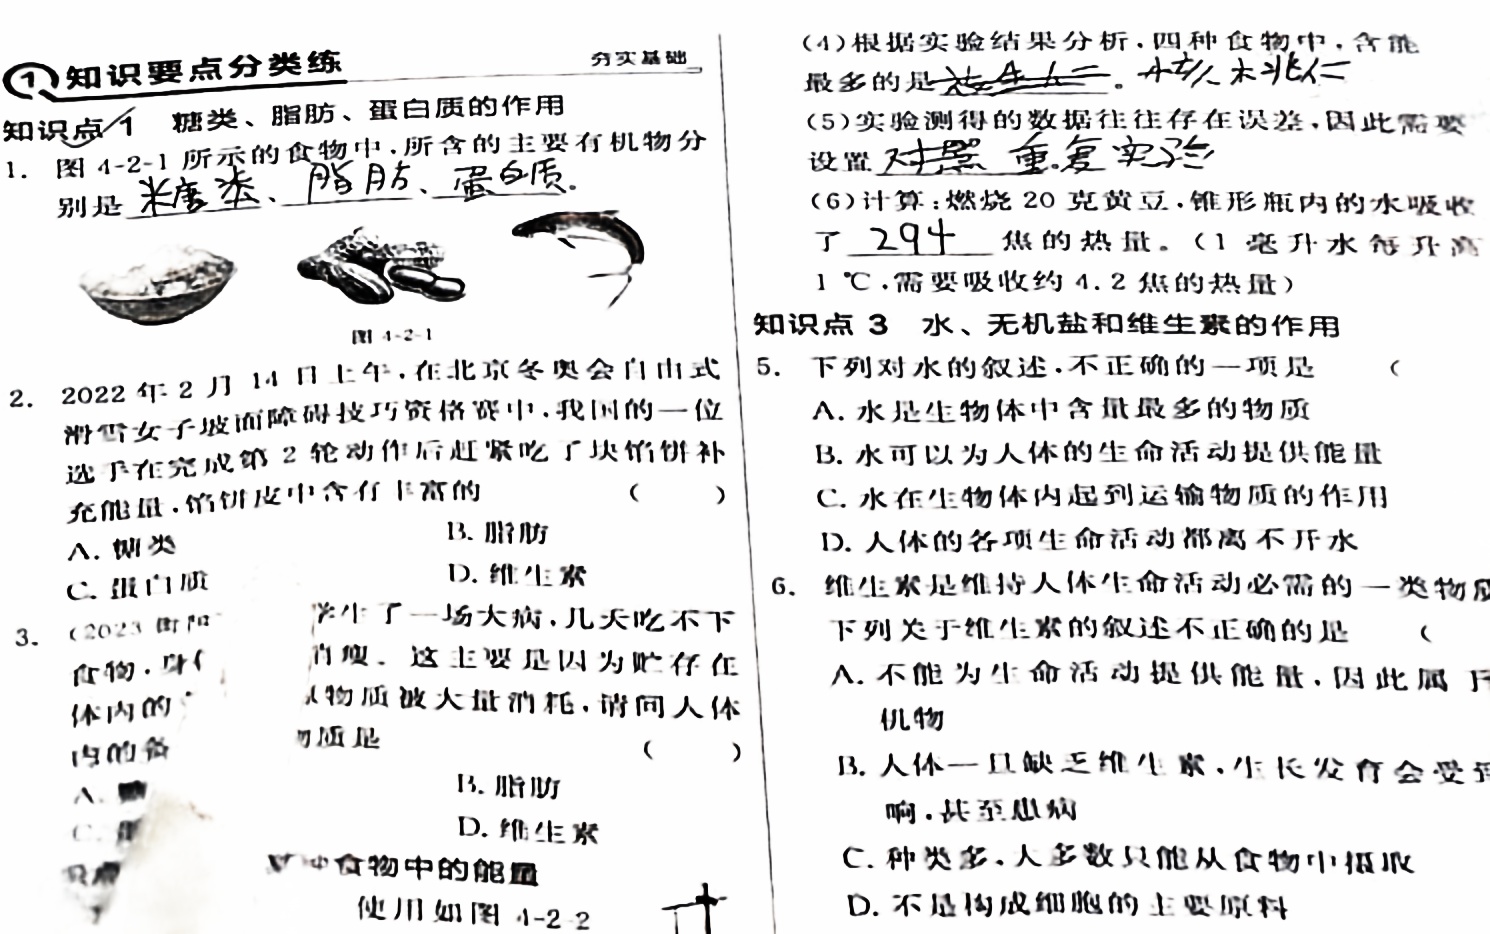 1 知识要点分类练 夯实基础
知识点 1 糖类、脂肪、蛋白质的作用
1. 图 4-2-1 所示的食物中,所含的主要有机物分
别是 糖类、脂肪、蛋白质.
图 4-2-1
2. 2022 年 2 月 14 日上午,在北京冬奥会自由式
滑雪女子坡面障碍技巧资格赛中,我国的一位
选手在完成第 2 轮动作后赶紧吃了块馅饼补
充能量,馅饼皮中含有丰富的 ( )
A. 糖类 B. 脂肪
C. 蛋白质 D. 维生素
3. (2023 衡阳 学生了一场大病,几天吃不下
食物,身 消瘦。这主要是因为贮存在
体内的 物质被大量消耗,请问人体
内的备 物质是 ( )
A. 糖 B. 脂肪
C. 蛋 D. 维生素
食物中的能量
使用如图 4-2-2
(4)根据实验结果分析,四种食物中,含能
最多的是 。 核桃仁
(5)实验测得的数据往往存在误差,因此需要
设置 对照 重复实验
(6)计算:燃烧 20 克黄豆,锥形瓶内的水吸收
了 294 焦的热量。(1 毫升水每升高
1 ℃,需要吸收约 4.2 焦的热量)
知识点 3 水、无机盐和维生素的作用
5. 下列对水的叙述,不正确的一项是 (
A. 水是生物体中含量最多的物质
B. 水可以为人体的生命活动提供能量
C. 水在生物体内起到运输物质的作用
D. 人体的各项生命活动都离不开水
6. 维生素是维持人体生命活动必需的一类物质
下列关于维生素的叙述不正确的是 (
A. 不能为生命活动提供能量,因此属于
机物
B. 人体一旦缺乏维生素,生长发育会受到
响,甚至患病
C. 种类多,大多数只能从食物中摄取
D. 不是构成细胞的主要原料